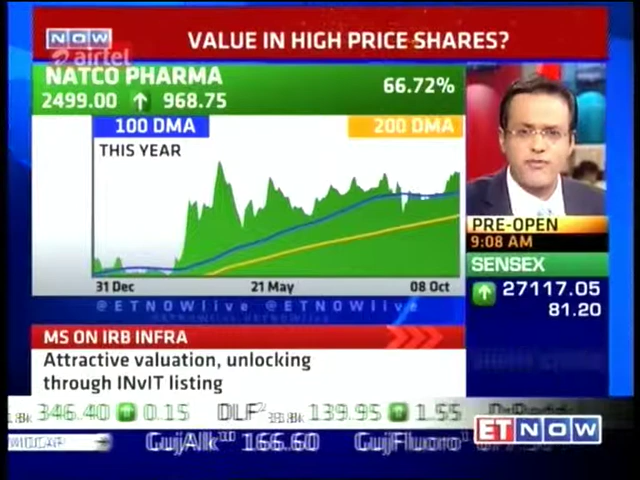 NOW
VALUE IN HIGH PRICE SHARES?
airtel
NATCO PHARMA
2499.00 968.75
66.72%
100 DMA
200 DMA
THIS YEAR
31 Dec
21 May
08 Oct
PRE-OPEN
9:08 AM
SENSEX
27117.05
81.20
@ETNOWlive @ETNOWlive
MS ON IRB INFRA
Attractive valuation, unlocking
through INvIT listing
346.40 0.15 DLF 139.95 1.55
GujAlk 166.60 GujFluoro
ET NOW